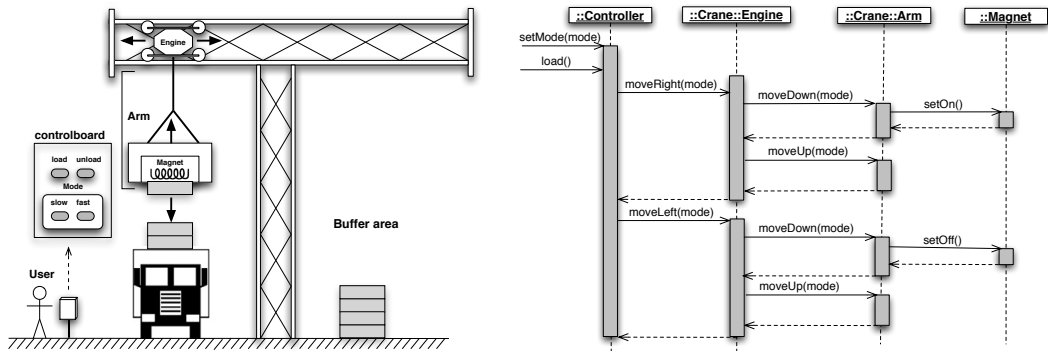 Engine
Arm
controlboard
load unload
Mode
slow fast
Magnet
User
Buffer area
::Controller
::Crane::Engine
::Crane::Arm
::Magnet
setMode(mode)
load()
moveRight(mode)
moveDown(mode)
setOn()
moveUp(mode)
moveLeft(mode)
moveDown(mode)
setOff()
moveUp(mode)